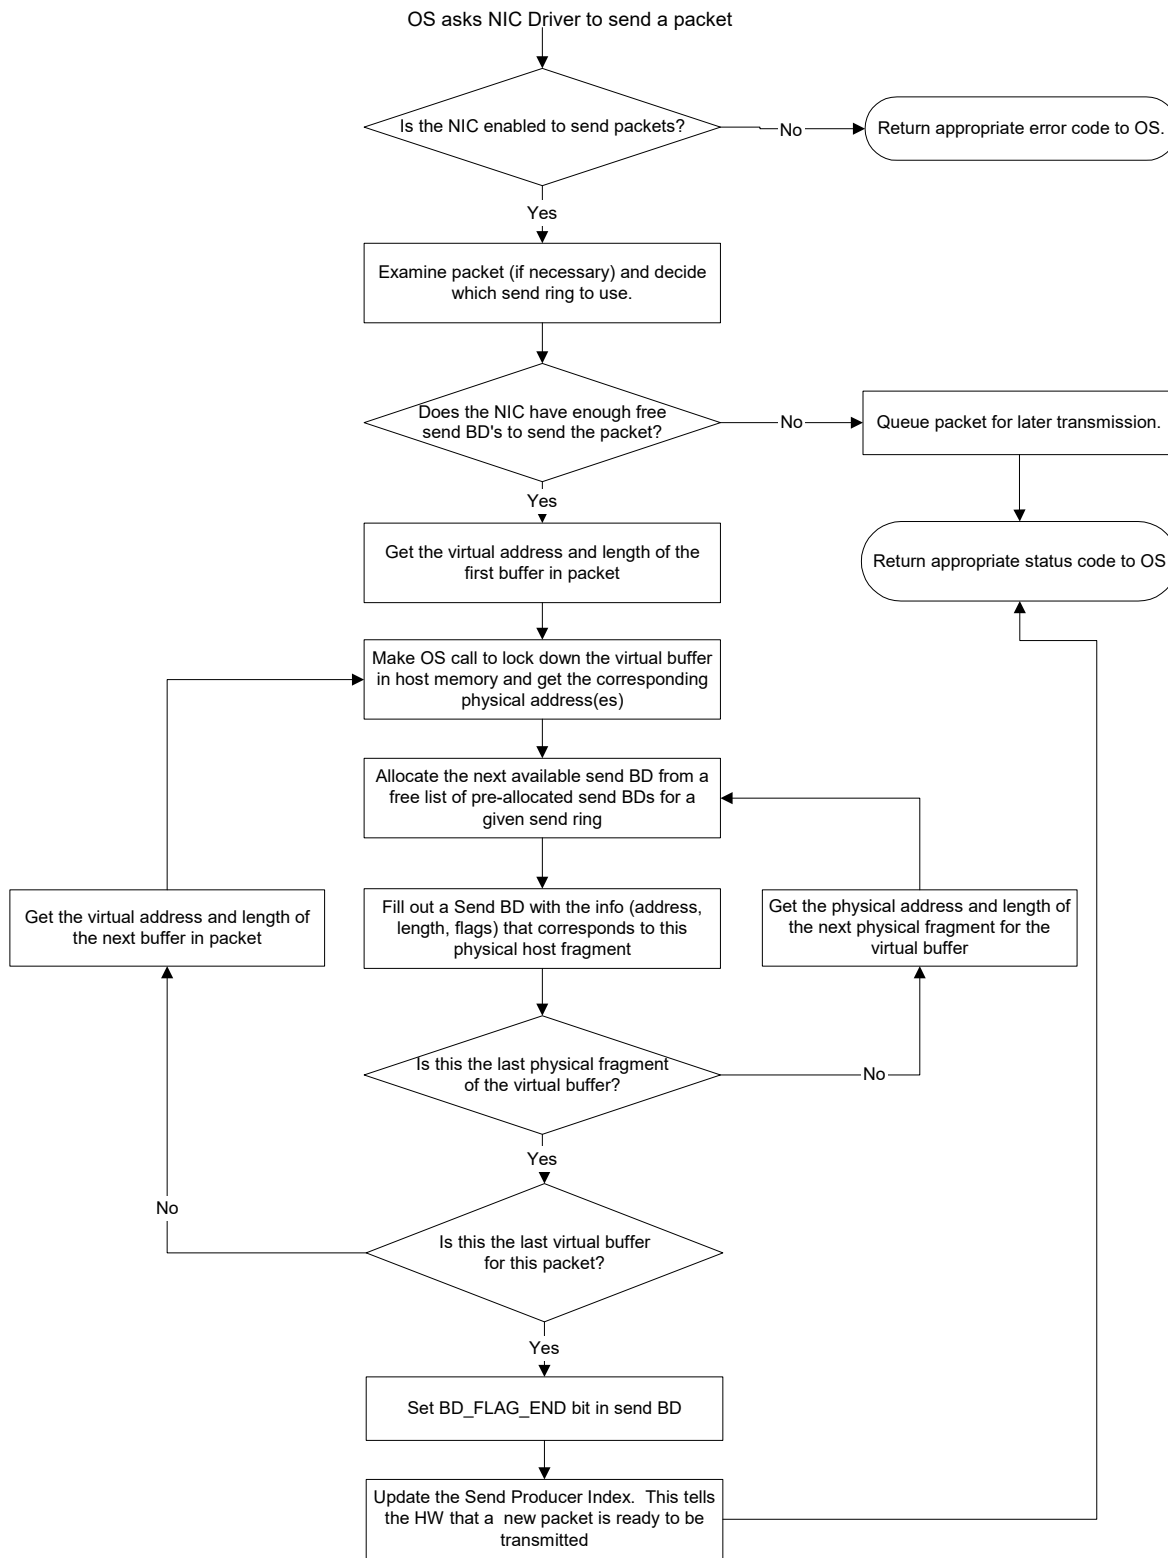 OS asks NIC Driver to send a packet
Is the NIC enabled to send packets?
No
Return appropriate error code to OS.
Yes
Examine packet (if necessary) and decide
which send ring to use.
Does the NIC have enough free
send BD's to send the packet?
No
Queue packet for later transmission.
Yes
Get the virtual address and length of the
first buffer in packet
Return appropriate status code to OS
Make OS call to lock down the virtual buffer
in host memory and get the corresponding
physical address(es)
Allocate the next available send BD from a
free list of pre-allocated send BDs for a
given send ring
Get the virtual address and length of
the next buffer in packet
Fill out a Send BD with the info (address,
length, flags) that corresponds to this
physical host fragment
Get the physical address and length of
the next physical fragment for the
virtual buffer
Is this the last physical fragment
of the virtual buffer?
No
Yes
No
Is this the last virtual buffer
for this packet?
Yes
Set BD_FLAG_END bit in send BD
Update the Send Producer Index.  This tells
the HW that a  new packet is ready to be
transmitted